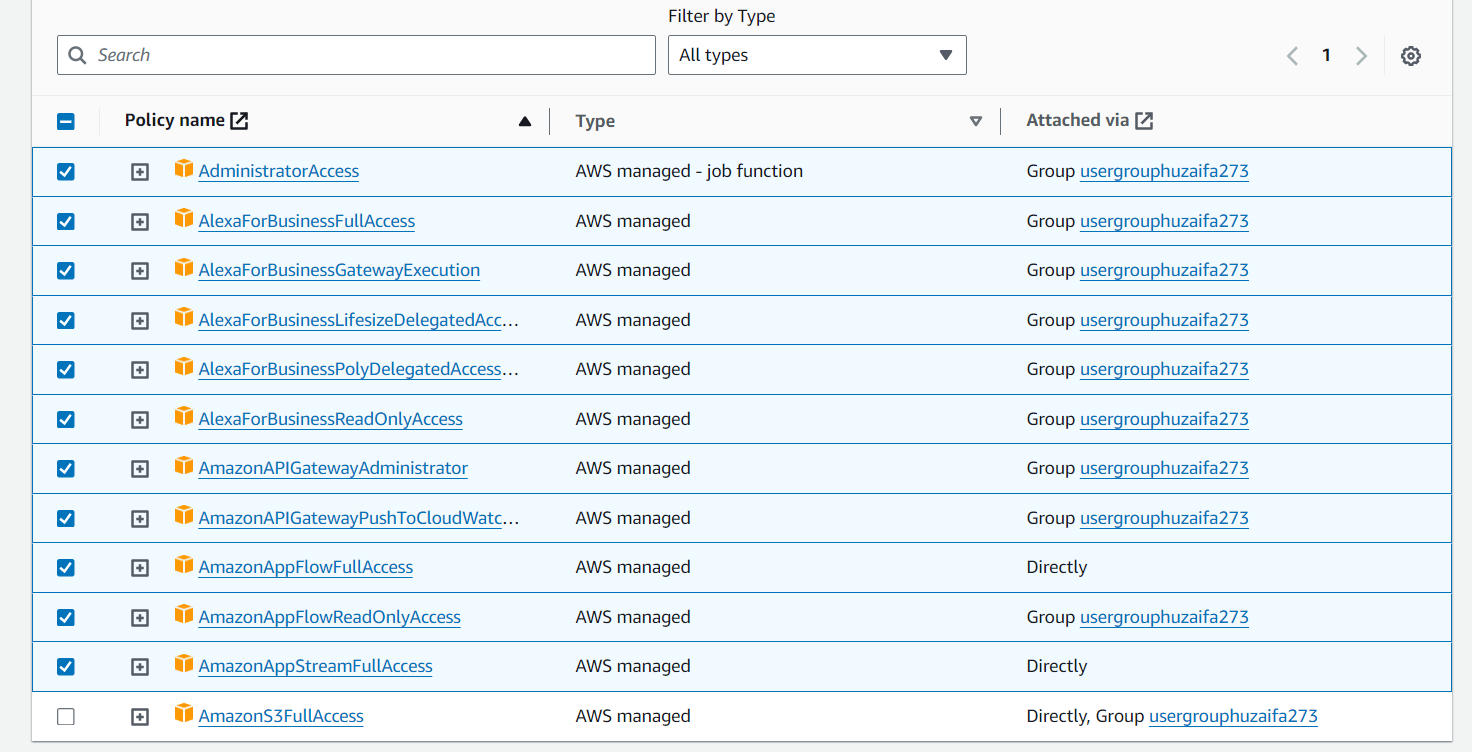 Filter by Type
Search
All types
1
Policy name Type Attached via
AdministratorAccess AWS managed - job function Group usergrouphuzaifa273
AlexaForBusinessFullAccess AWS managed Group usergrouphuzaifa273
AlexaForBusinessGatewayExecution AWS managed Group usergrouphuzaifa273
AlexaForBusinessLifesizeDelegatedAcc... AWS managed Group usergrouphuzaifa273
AlexaForBusinessPolyDelegatedAccess... AWS managed Group usergrouphuzaifa273
AlexaForBusinessReadOnlyAccess AWS managed Group usergrouphuzaifa273
AmazonAPIGatewayAdministrator AWS managed Group usergrouphuzaifa273
AmazonAPIGatewayPushToCloudWatc... AWS managed Group usergrouphuzaifa273
AmazonAppFlowFullAccess AWS managed Directly
AmazonAppFlowReadOnlyAccess AWS managed Group usergrouphuzaifa273
AmazonAppStreamFullAccess AWS managed Directly
AmazonS3FullAccess AWS managed Directly, Group usergrouphuzaifa273